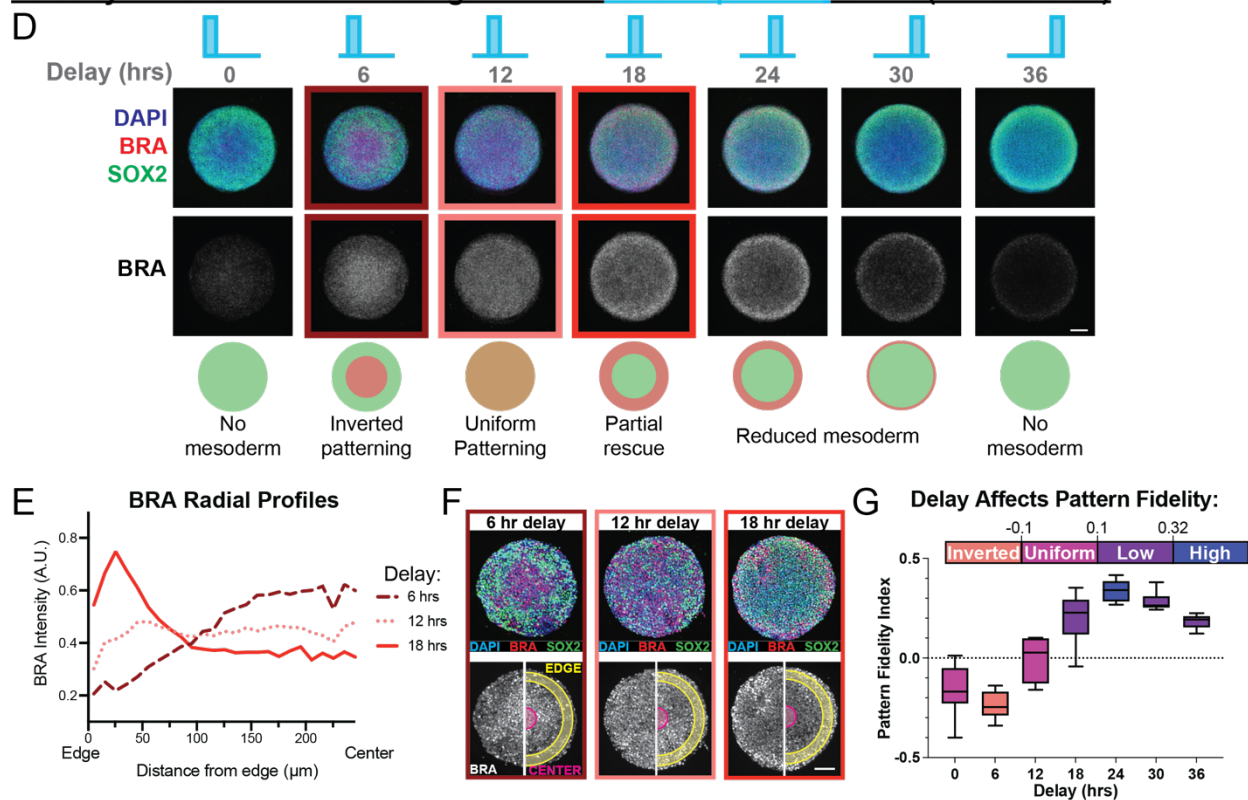 D
Delay (hrs) 0 6 12 18 24 30 36
DAPI
BRA
SOX2
BRA
No
mesoderm
Inverted
patterning
Uniform
Patterning
Partial
rescue
Reduced mesoderm
No
mesoderm
E
BRA Radial Profiles
BRA Intensity (A.U.)
0.8
0.6
0.4
0.2
0 50 100 150 200
Edge
Center
Distance from edge (µm)
Delay:
6 hrs
12 hrs
18 hrs
F
6 hr delay 12 hr delay 18 hr delay
DAPI BRA SOX2 DAPI BRA SOX2 DAPI BRA SOX2
EDGE
BRA CENTER
G
Delay Affects Pattern Fidelity:
-0.1 0.1 0.32
Inverted Uniform Low High
Pattern Fidelity Index
0.5
0.0
-0.5
0 6 12 18 24 30 36
Delay (hrs)